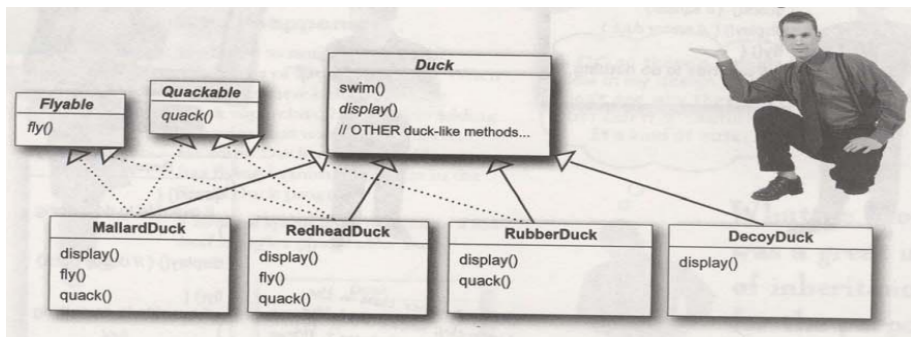 Duck
swim()
display()
// OTHER duck-like methods...
Flyable
fly()
Quackable
quack()
MallardDuck
display()
fly()
quack()
RedheadDuck
display()
fly()
quack()
RubberDuck
display()
quack()
DecoyDuck
display()